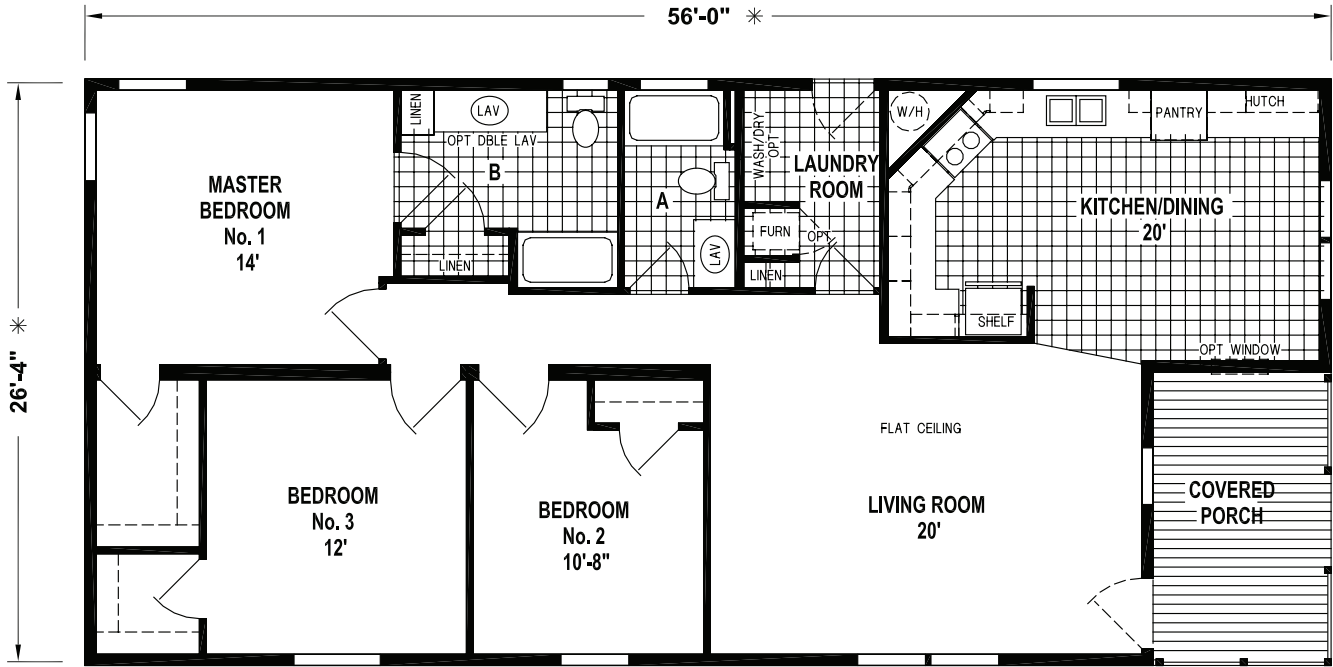 56'-0" ✳
26'-4" ✳
MASTER
BEDROOM
No. 1
14'
LINEN
LAV
OPT DBLE LAV
B
LINEN
A
LAV
WASH/DRY
OPT
LAUNDRY
ROOM
FURN
OPT
LINEN
W/H
PANTRY
HUTCH
KITCHEN/DINING
20'
SHELF
OPT WINDOW
BEDROOM
No. 3
12'
BEDROOM
No. 2
10'-8"
FLAT CEILING
LIVING ROOM
20'
COVERED
PORCH